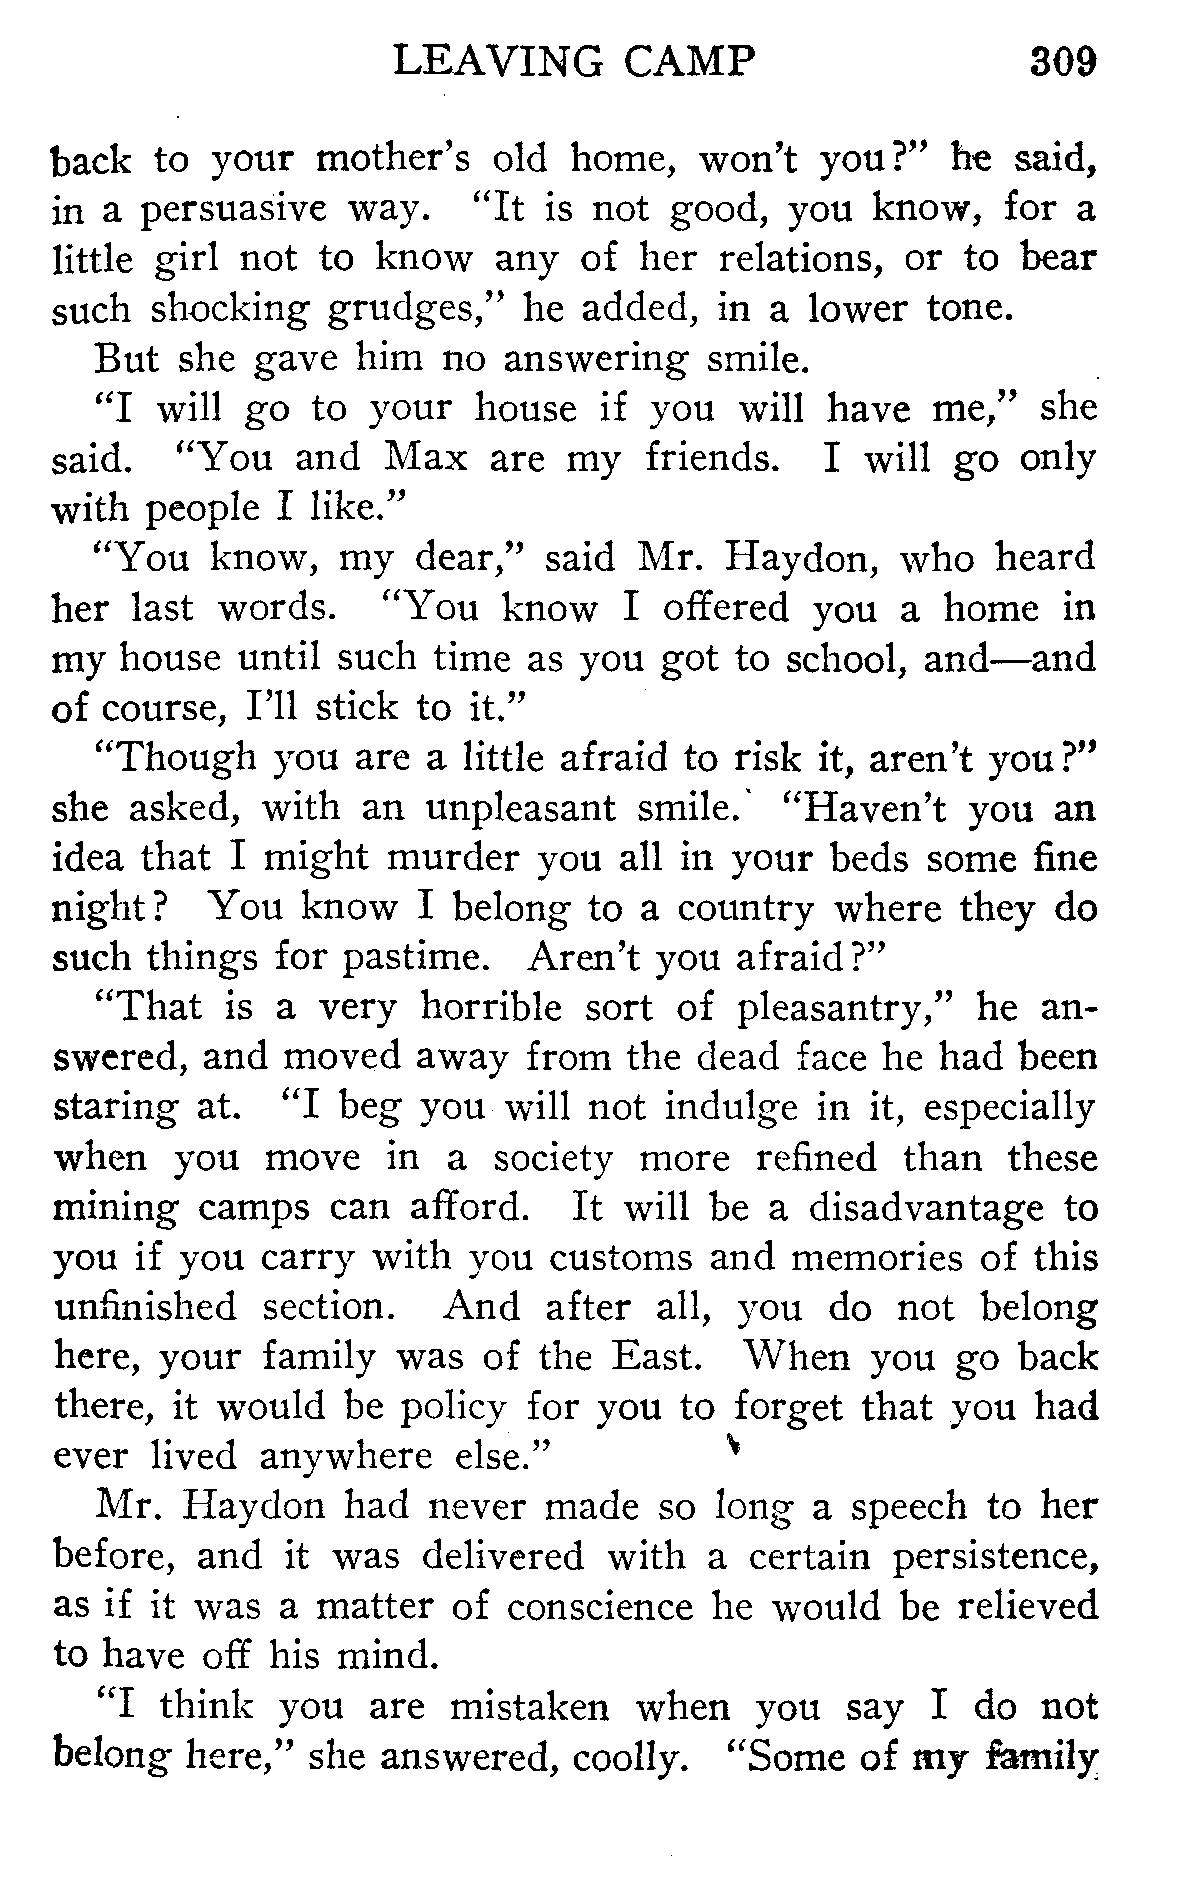 LEAVING CAMP 309
back to your mother's old home, won't you?" he said,
in a persuasive way. "It is not good, you know, for a
little girl not to know any of her relations, or to bear
such shocking grudges," he added, in a lower tone.
But she gave him no answering smile.
"I will go to your house if you will have me," she
said. "You and Max are my friends. I will go only
with people I like."
"You know, my dear," said Mr. Haydon, who heard
her last words. "You know I offered you a home in
my house until such time as you got to school, and—and
of course, I'll stick to it."
"Though you are a little afraid to risk it, aren't you?"
she asked, with an unpleasant smile. "Haven't you an
idea that I might murder you all in your beds some fine
night? You know I belong to a country where they do
such things for pastime. Aren't you afraid?"
"That is a very horrible sort of pleasantry," he an-
swered, and moved away from the dead face he had been
staring at. "I beg you will not indulge in it, especially
when you move in a society more refined than these
mining camps can afford. It will be a disadvantage to
you if you carry with you customs and memories of this
unfinished section. And after all, you do not belong
here, your family was of the East. When you go back
there, it would be policy for you to forget that you had
ever lived anywhere else."
Mr. Haydon had never made so long a speech to her
before, and it was delivered with a certain persistence,
as if it was a matter of conscience he would be relieved
to have off his mind.
"I think you are mistaken when you say I do not
belong here," she answered, coolly. "Some of my family